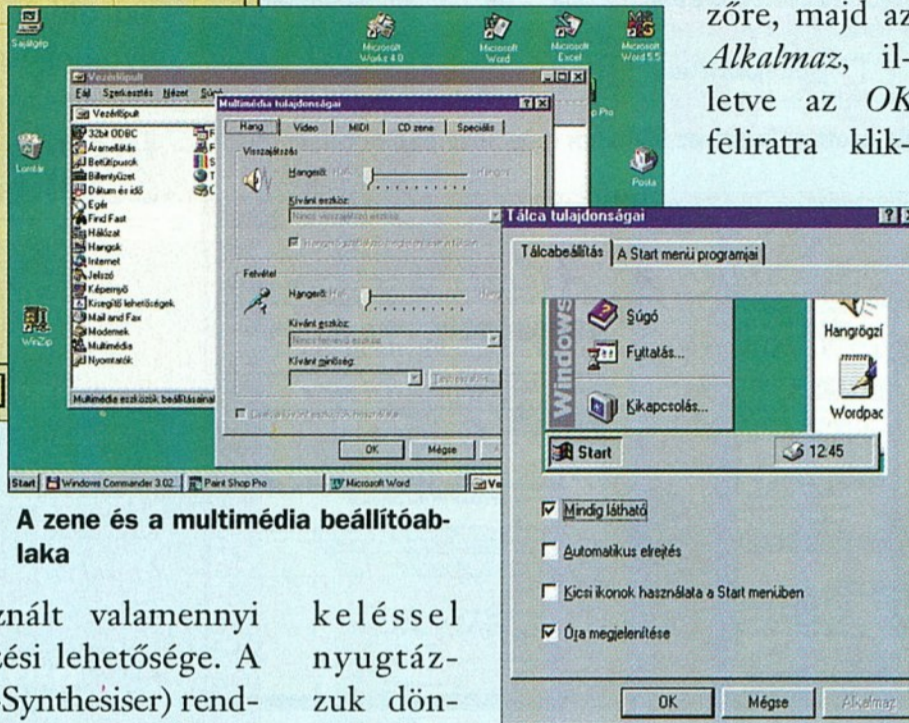 zőre, majd az
Alkalmaz, il-
letve az OK
feliratra klik-
Sajátgép
Microsoft
Works 4.0
Microsoft
Word
Microsoft
Excel
Microsoft
Word 5.5
Lomtár
Posta
WinZip
Vezérlőpult
Fájl Szerkesztés Nézet Súgó
Vezérlőpult
32bit ODBC
Áramellátás
Betűtípusok
Billentyűzet
Dátum és idő
Egér
Find Fast
Hálózat
Hangok
Internet
Jelszó
Képernyő
Kisegítő lehetőségek
Mail and Fax
Modemek
Multimédia
Nyomtatók
Multimédia tulajdonságai
Hang Video MIDI CD zene Speciális
Visszajátszás
Hangerő:
Kívánt eszköz:
Felvétel
Hangerő:
Kívánt eszköz:
Kívánt minőség:
OK Mégse
Start Windows Commander 3.02 Paint Shop Pro Microsoft Word
Tálca tulajdonságai
Tálcabeállítás A Start menü programjai
Windows
Súgó
Futtatás...
Kikapcsolás...
Start 12:45
Hangrögzí
Wordpac
Mindig látható
Automatikus elrejtés
Kicsi ikonok használata a Start menüben
Óra megjelenítése
OK Mégse Alkalmaz
A zene és a multimédia beállítóab-
laka
znált valamennyi
zési lehetősége. A
-Synthesiser) rend-
keléssel
nyugtáz-
zuk dön-